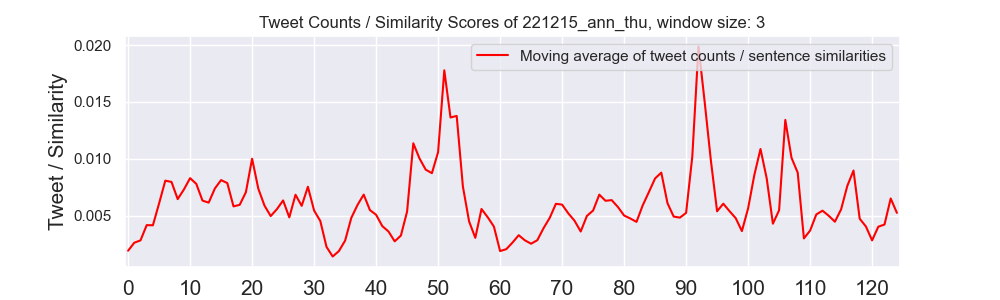 Tweet Counts / Similarity Scores of 221215_ann_thu, window size: 3
Moving average of tweet counts / sentence similarities
Tweet / Similarity
0.020
0.015
0.010
0.005
0 10 20 30 40 50 60 70 80 90 100 110 120